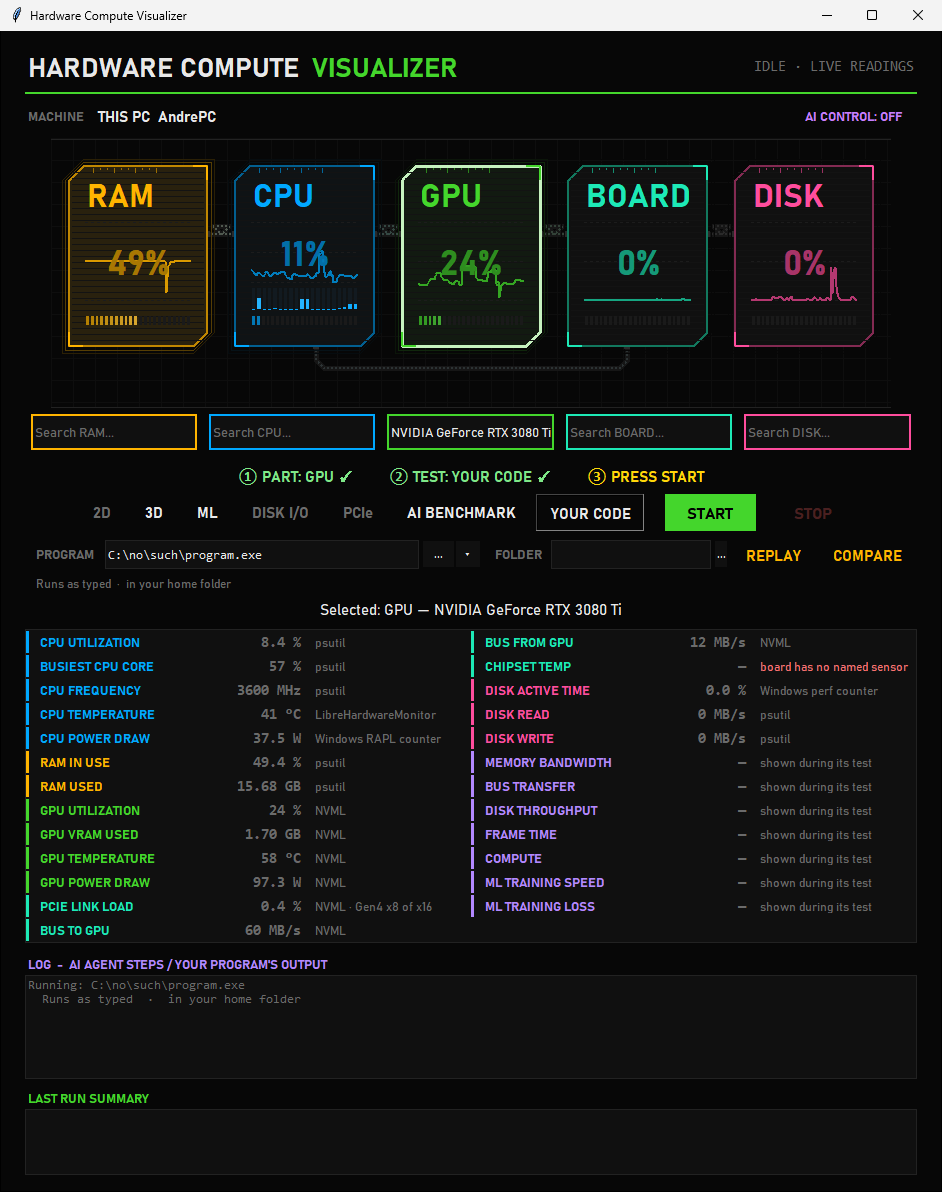 Hardware Compute Visualizer
HARDWARE COMPUTE VISUALIZER
IDLE · LIVE READINGS
MACHINE THIS PC AndrePC
AI CONTROL: OFF
RAM CPU GPU BOARD DISK
49% 11% 24% 0% 0%
Search RAM... Search CPU... NVIDIA GeForce RTX 3080 Ti Search BOARD... Search DISK...
① PART: GPU ✓ ② TEST: YOUR CODE ✓ ③ PRESS START
2D 3D ML DISK I/O PCIe AI BENCHMARK YOUR CODE START STOP
PROGRAM C:\no\such\program.exe ... FOLDER ... REPLAY COMPARE
Runs as typed · in your home folder
Selected: GPU — NVIDIA GeForce RTX 3080 Ti
CPU UTILIZATION 8.4 % psutil
BUSIEST CPU CORE 57 % psutil
CPU FREQUENCY 3600 MHz psutil
CPU TEMPERATURE 41 °C LibreHardwareMonitor
CPU POWER DRAW 37.5 W Windows RAPL counter
RAM IN USE 49.4 % psutil
RAM USED 15.68 GB psutil
GPU UTILIZATION 24 % NVML
GPU VRAM USED 1.70 GB NVML
GPU TEMPERATURE 58 °C NVML
GPU POWER DRAW 97.3 W NVML
PCIE LINK LOAD 0.4 % NVML · Gen4 x8 of x16
BUS TO GPU 60 MB/s NVML
BUS FROM GPU 12 MB/s NVML
CHIPSET TEMP — board has no named sensor
DISK ACTIVE TIME 0.0 % Windows perf counter
DISK READ 0 MB/s psutil
DISK WRITE 0 MB/s psutil
MEMORY BANDWIDTH — shown during its test
BUS TRANSFER — shown during its test
DISK THROUGHPUT — shown during its test
FRAME TIME — shown during its test
COMPUTE — shown during its test
ML TRAINING SPEED — shown during its test
ML TRAINING LOSS — shown during its test
LOG - AI AGENT STEPS / YOUR PROGRAM'S OUTPUT
Running: C:\no\such\program.exe
Runs as typed · in your home folder
LAST RUN SUMMARY